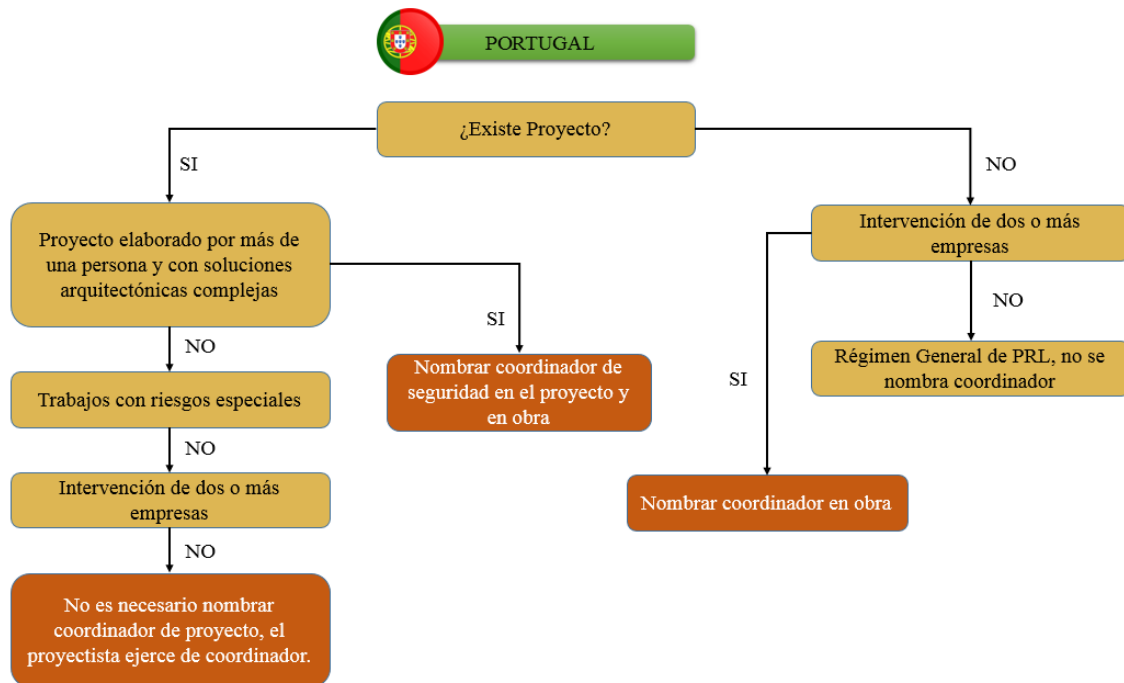 PORTUGAL
¿Existe Proyecto?
SI
NO
Proyecto elaborado por más de
una persona y con soluciones
arquitectónicas complejas
Intervención de dos o más
empresas
SI
NO
NO
Nombrar coordinador de
seguridad en el proyecto y
en obra
Régimen General de PRL, no se
nombra coordinador
SI
Trabajos con riesgos especiales
NO
Intervención de dos o más
empresas
Nombrar coordinador en obra
NO
No es necesario nombrar
coordinador de proyecto, el
proyectista ejerce de coordinador.